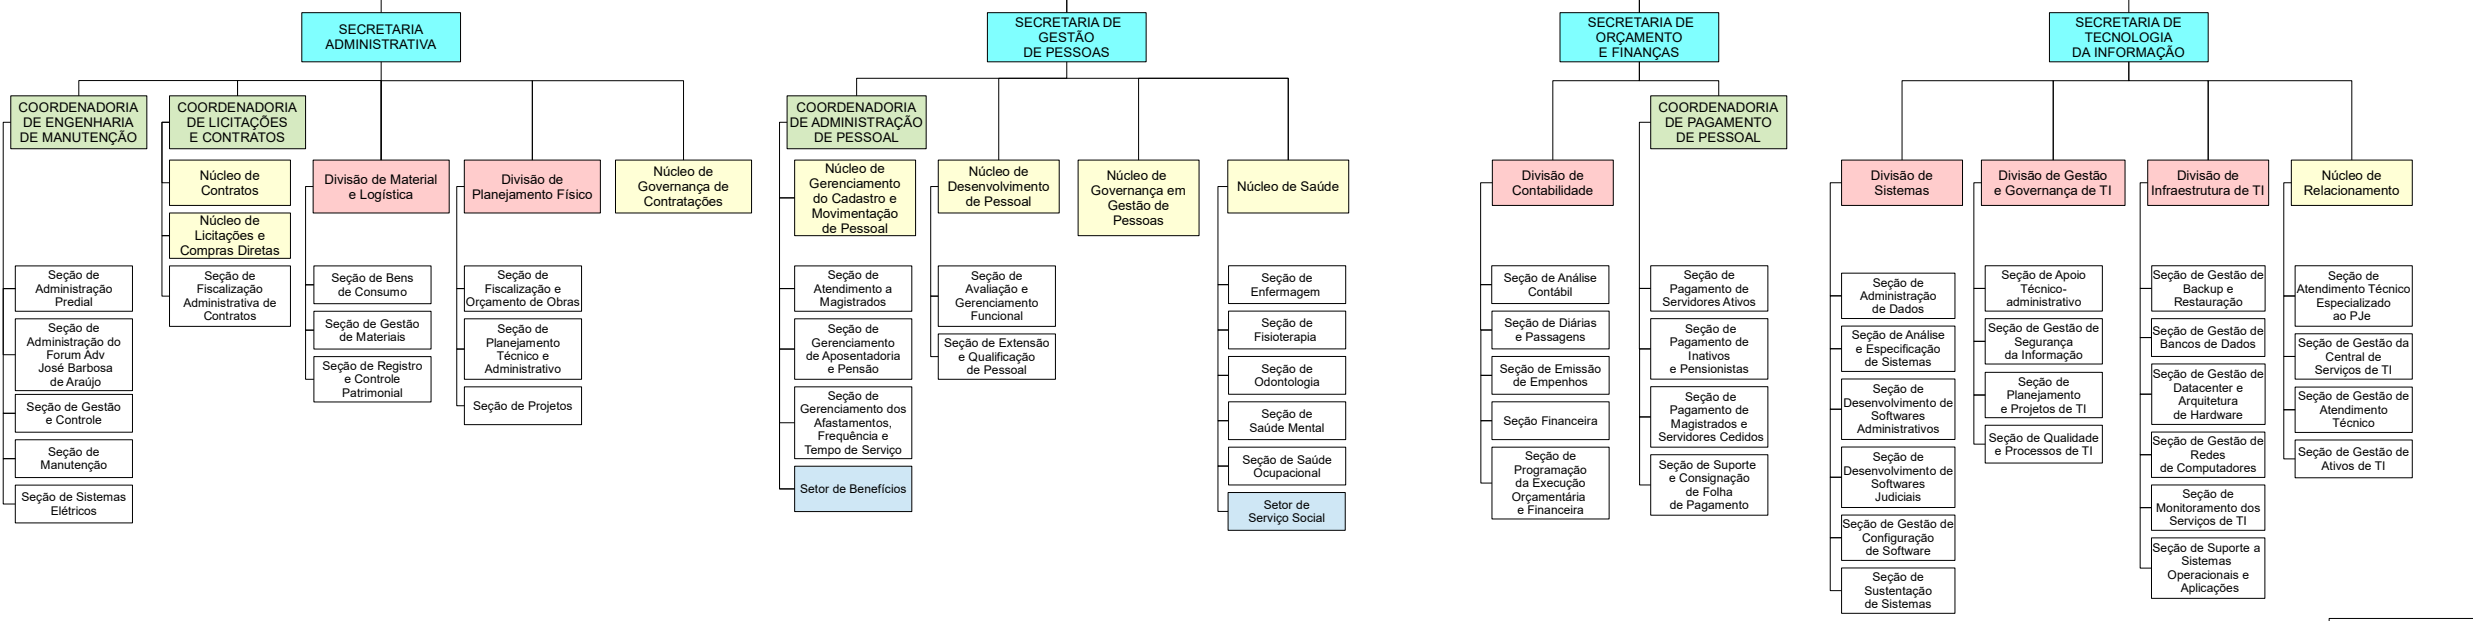 SECRETARIA
ADMINISTRATIVA
COORDENADORIA
DE ENGENHARIA
DE MANUTENÇÃO
Seção de
Administração
Predial
Seção de
Administração do
Forum Adv
José Barbosa
de Araújo
Seção de Gestão
e Controle
Seção de
Manutenção
Seção de Sistemas
Elétricos
COORDENADORIA
DE LICITAÇÕES
E CONTRATOS
Núcleo de
Contratos
Núcleo de
Licitações e
Compras Diretas
Seção de
Fiscalização
Administrativa de
Contratos
Divisão de Material
e Logística
Seção de Bens
de Consumo
Seção de Gestão
de Materiais
Seção de Registro
e Controle
Patrimonial
Divisão de
Planejamento Físico
Seção de
Fiscalização e
Orçamento de Obras
Seção de
Planejamento
Técnico e
Administrativo
Seção de Projetos
Núcleo de
Governança de
Contratações
SECRETARIA DE
GESTÃO
DE PESSOAS
COORDENADORIA
DE ADMINISTRAÇÃO
DE PESSOAL
Núcleo de
Gerenciamento
do Cadastro e
Movimentação
de Pessoal
Seção de
Atendimento a
Magistrados
Seção de
Gerenciamento
de Aposentadoria
e Pensão
Seção de
Gerenciamento dos
Afastamentos,
Frequência e
Tempo de Serviço
Setor de Benefícios
Núcleo de
Desenvolvimento
de Pessoal
Seção de
Avaliação e
Gerenciamento
Funcional
Seção de Extensão
e Qualificação
de Pessoal
Núcleo de
Governança em
Gestão de
Pessoas
Núcleo de Saúde
Seção de
Enfermagem
Seção de
Fisioterapia
Seção de
Odontologia
Seção de
Saúde Mental
Seção de Saúde
Ocupacional
Setor de
Serviço Social
SECRETARIA DE
ORÇAMENTO
E FINANÇAS
Divisão de
Contabilidade
Seção de Análise
Contábil
Seção de Diárias
e Passagens
Seção de Emissão
de Empenhos
Seção Financeira
Seção de
Programação
da Execução
Orçamentária
e Financeira
COORDENADORIA
DE PAGAMENTO
DE PESSOAL
Seção de
Pagamento de
Servidores Ativos
Seção de
Pagamento de
Inativos
e Pensionistas
Seção de
Pagamento de
Magistrados e
Servidores Cedidos
Seção de Suporte
e Consignação
de Folha
de Pagamento
SECRETARIA DE
TECNOLOGIA
DA INFORMAÇÃO
Divisão de
Sistemas
Seção de
Administração
de Dados
Seção de Análise
e Especificação
de Sistemas
Seção de
Desenvolvimento de
Softwares
Administrativos
Seção de
Desenvolvimento de
Softwares
Judiciais
Seção de Gestão de
Configuração
de Software
Seção de
Sustentação
de Sistemas
Divisão de Gestão
e Governança de TI
Seção de Apoio
Técnico-
administrativo
Seção de Gestão de
Segurança
da Informação
Seção de
Planejamento
e Projetos de TI
Seção de Qualidade
e Processos de TI
Divisão de
Infraestrutura de TI
Seção de Gestão de
Backup e
Restauração
Seção de Gestão de
Bancos de Dados
Seção de Gestão de
Datacenter e
Arquitetura
de Hardware
Seção de Gestão de
Redes
de Computadores
Seção de
Monitoramento dos
Serviços de TI
Seção de Suporte a
Sistemas
Operacionais e
Aplicações
Núcleo de
Relacionamento
Seção de
Atendimento Técnico
Especializado
ao PJe
Seção de Gestão da
Central de
Serviços de TI
Seção de Gestão de
Atendimento
Técnico
Seção de Gestão de
Ativos de TI